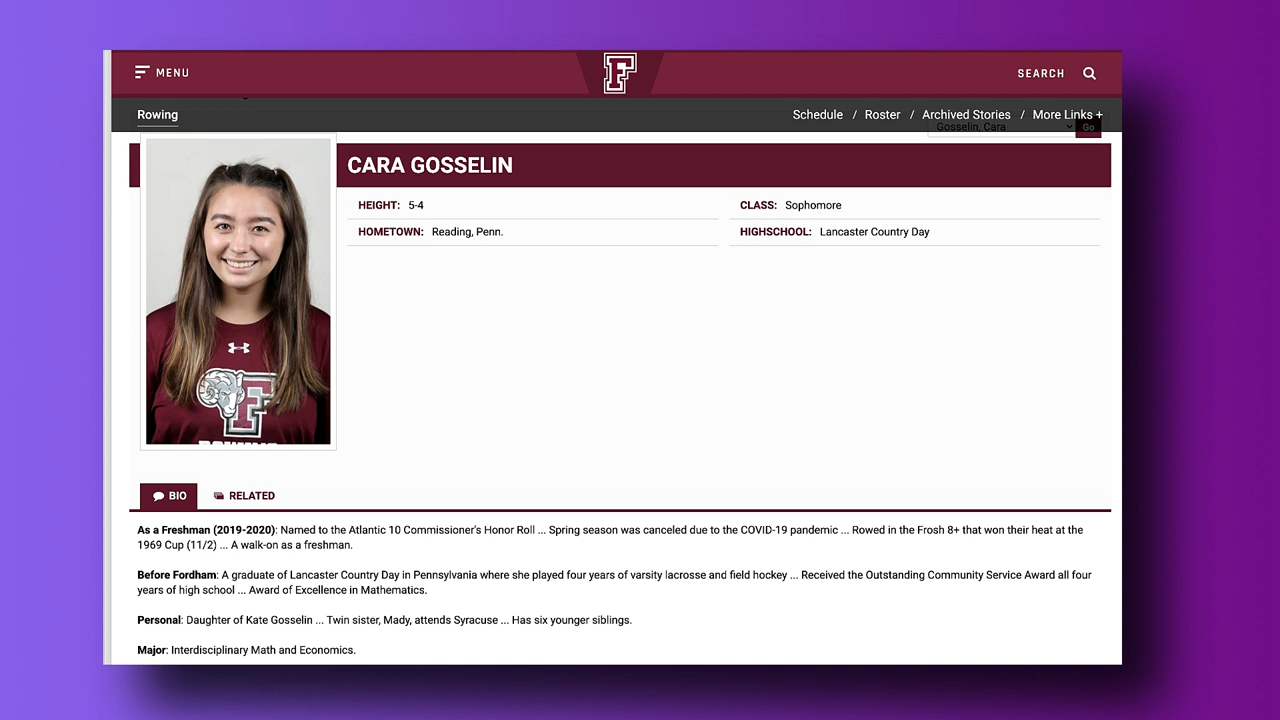 MENU
F
SEARCH
Rowing
Schedule / Roster / Archived Stories / More Links +
Gosselin, Cara
Go
CARA GOSSELIN
HEIGHT: 5-4
CLASS: Sophomore
HOMETOWN: Reading, Penn.
HIGHSCHOOL: Lancaster Country Day
F
BIO
RELATED
As a Freshman (2019-2020): Named to the Atlantic 10 Commissioner's Honor Roll ... Spring season was canceled due to the COVID-19 pandemic ... Rowed in the Frosh 8+ that won their heat at the
1969 Cup (11/2) ... A walk-on as a freshman.
Before Fordham: A graduate of Lancaster Country Day in Pennsylvania where she played four years of varsity lacrosse and field hockey ... Received the Outstanding Community Service Award all four
years of high school ... Award of Excellence in Mathematics.
Personal: Daughter of Kate Gosselin ... Twin sister, Mady, attends Syracuse ... Has six younger siblings.
Major: Interdisciplinary Math and Economics.